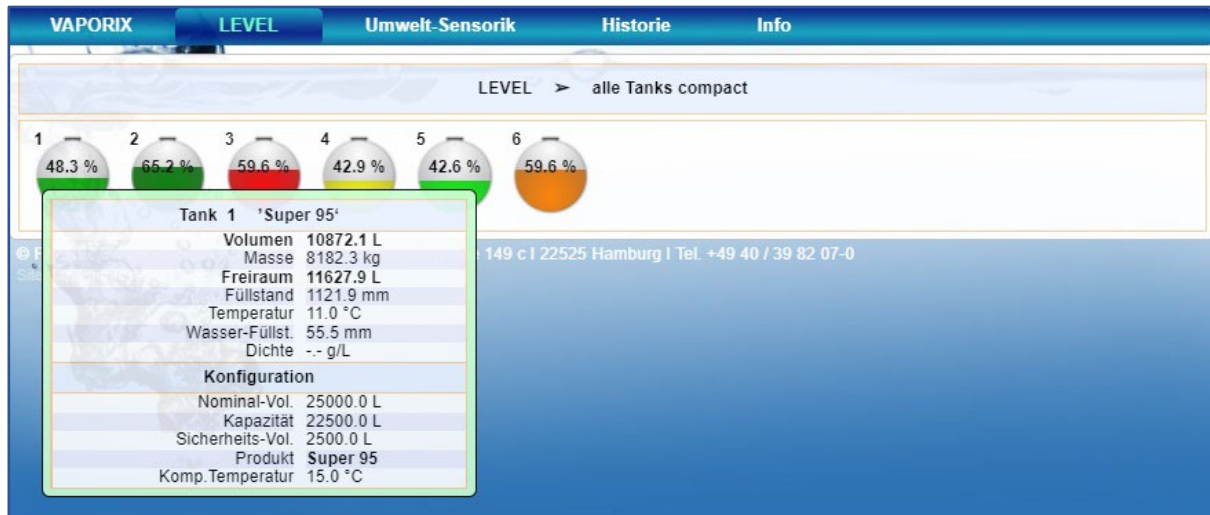 VAPORIX LEVEL Umwelt-Sensorik Historie Info
LEVEL ➢ alle Tanks compact
1 2 3 4 5 6
48.3 % 65.2 % 59.6 % 42.9 % 42.6 % 59.6 %
Tank 1 'Super 95‘
Volumen 10872.1 L
Masse 8182.3 kg
Freiraum 11627.9 L
Füllstand 1121.9 mm
Temperatur 11.0 °C
Wasser-Füllst. 55.5 mm
Dichte -.- g/L
Konfiguration
Nominal-Vol. 25000.0 L
Kapazität 22500.0 L
Sicherheits-Vol. 2500.0 L
Produkt Super 95
Komp.Temperatur 15.0 °C
© 149 c I 22525 Hamburg I Tel. +49 40 / 39 82 07-0